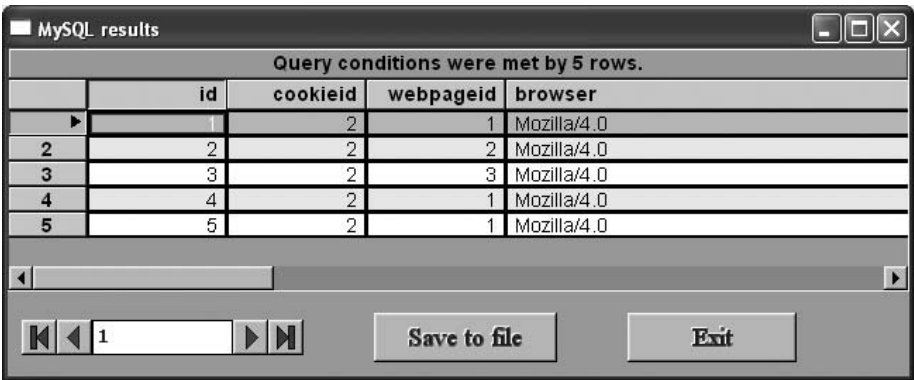 MySQL results
Query conditions were met by 5 rows.
id cookieid webpageid browser
1 2 1 Mozilla/4.0
2 2 2 2 Mozilla/4.0
3 3 2 3 Mozilla/4.0
4 4 2 1 Mozilla/4.0
5 5 2 1 Mozilla/4.0
1 Save to file Exit